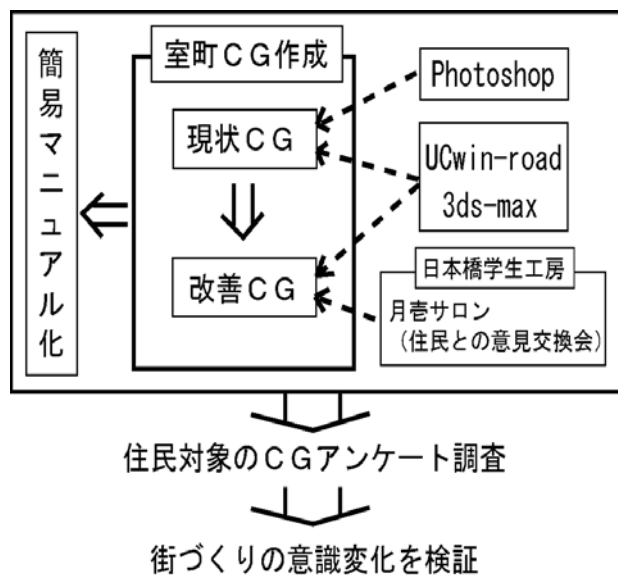 簡易マニュアル化
室町ＣＧ作成
現状ＣＧ
改善ＣＧ
Photoshop
UCwin-road
3ds-max
日本橋学生工房
月壱サロン
（住民との意見交換会）
住民対象のＣＧアンケート調査
街づくりの意識変化を検証